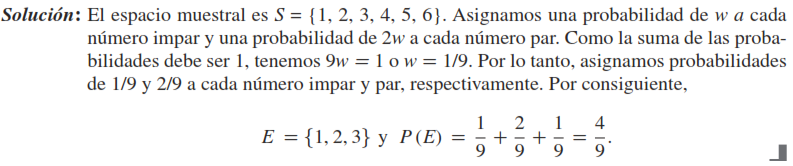 Solución: El espacio muestral es S = {1, 2, 3, 4, 5, 6}. Asignamos una probabilidad de w a cada
número impar y una probabilidad de 2w a cada número par. Como la suma de las proba-
bilidades debe ser 1, tenemos 9w = 1 o w = 1/9. Por lo tanto, asignamos probabilidades
de 1/9 y 2/9 a cada número impar y par, respectivamente. Por consiguiente,
E = {1, 2, 3} y P(E) = 1/9 + 2/9 + 1/9 = 4/9.